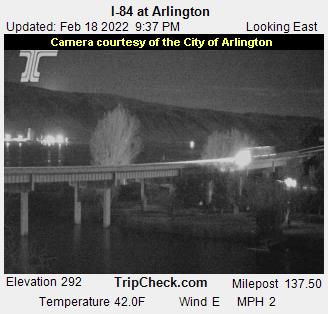 I-84 at Arlington
Updated: Feb 18 2022 9:37 PM Looking East
Camera courtesy of the City of Arlington
Elevation 292 TripCheck.com Milepost 137.50
Temperature 42.0F Wind E MPH 2